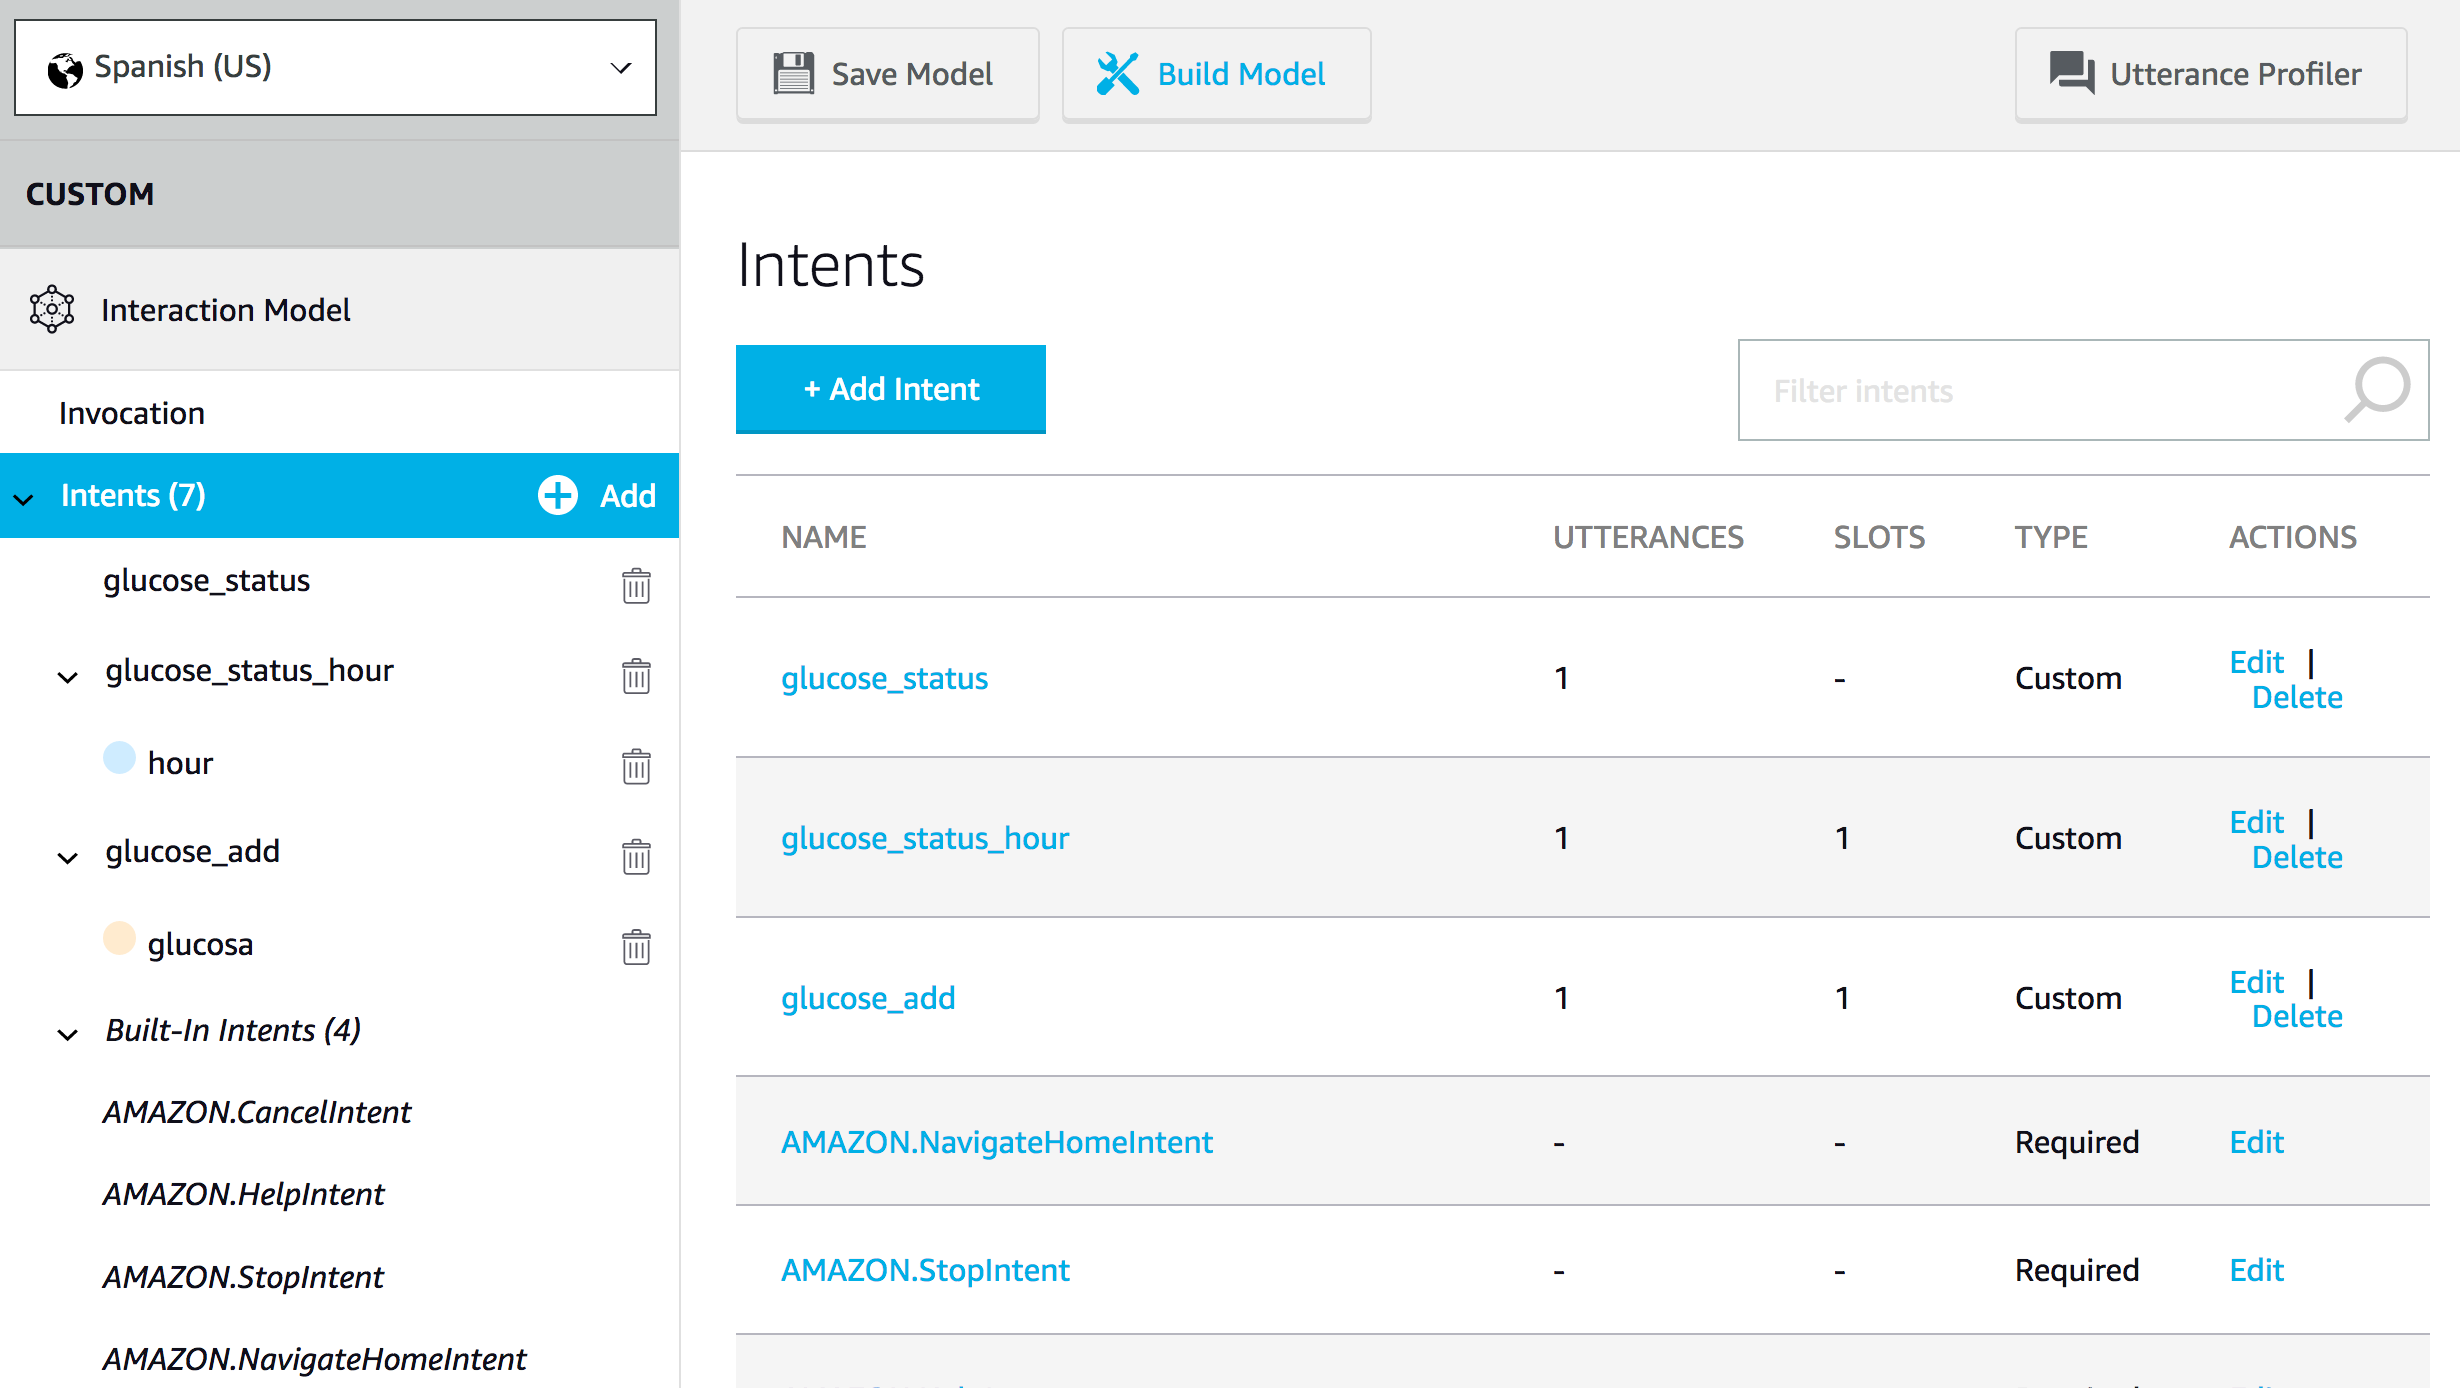 Spanish (US)
CUSTOM
Interaction Model
Invocation
Intents (7) Add
glucose_status
glucose_status_hour
hour
glucose_add
glucosa
Built-In Intents (4)
AMAZON.CancelIntent
AMAZON.HelpIntent
AMAZON.StopIntent
AMAZON.NavigateHomeIntent
Save Model Build Model Utterance Profiler
Intents
+ Add Intent Filter intents
NAME UTTERANCES SLOTS TYPE ACTIONS
glucose_status 1 - Custom Edit |
Delete
glucose_status_hour 1 1 Custom Edit |
Delete
glucose_add 1 1 Custom Edit |
Delete
AMAZON.NavigateHomeIntent - - Required Edit
AMAZON.StopIntent - - Required Edit